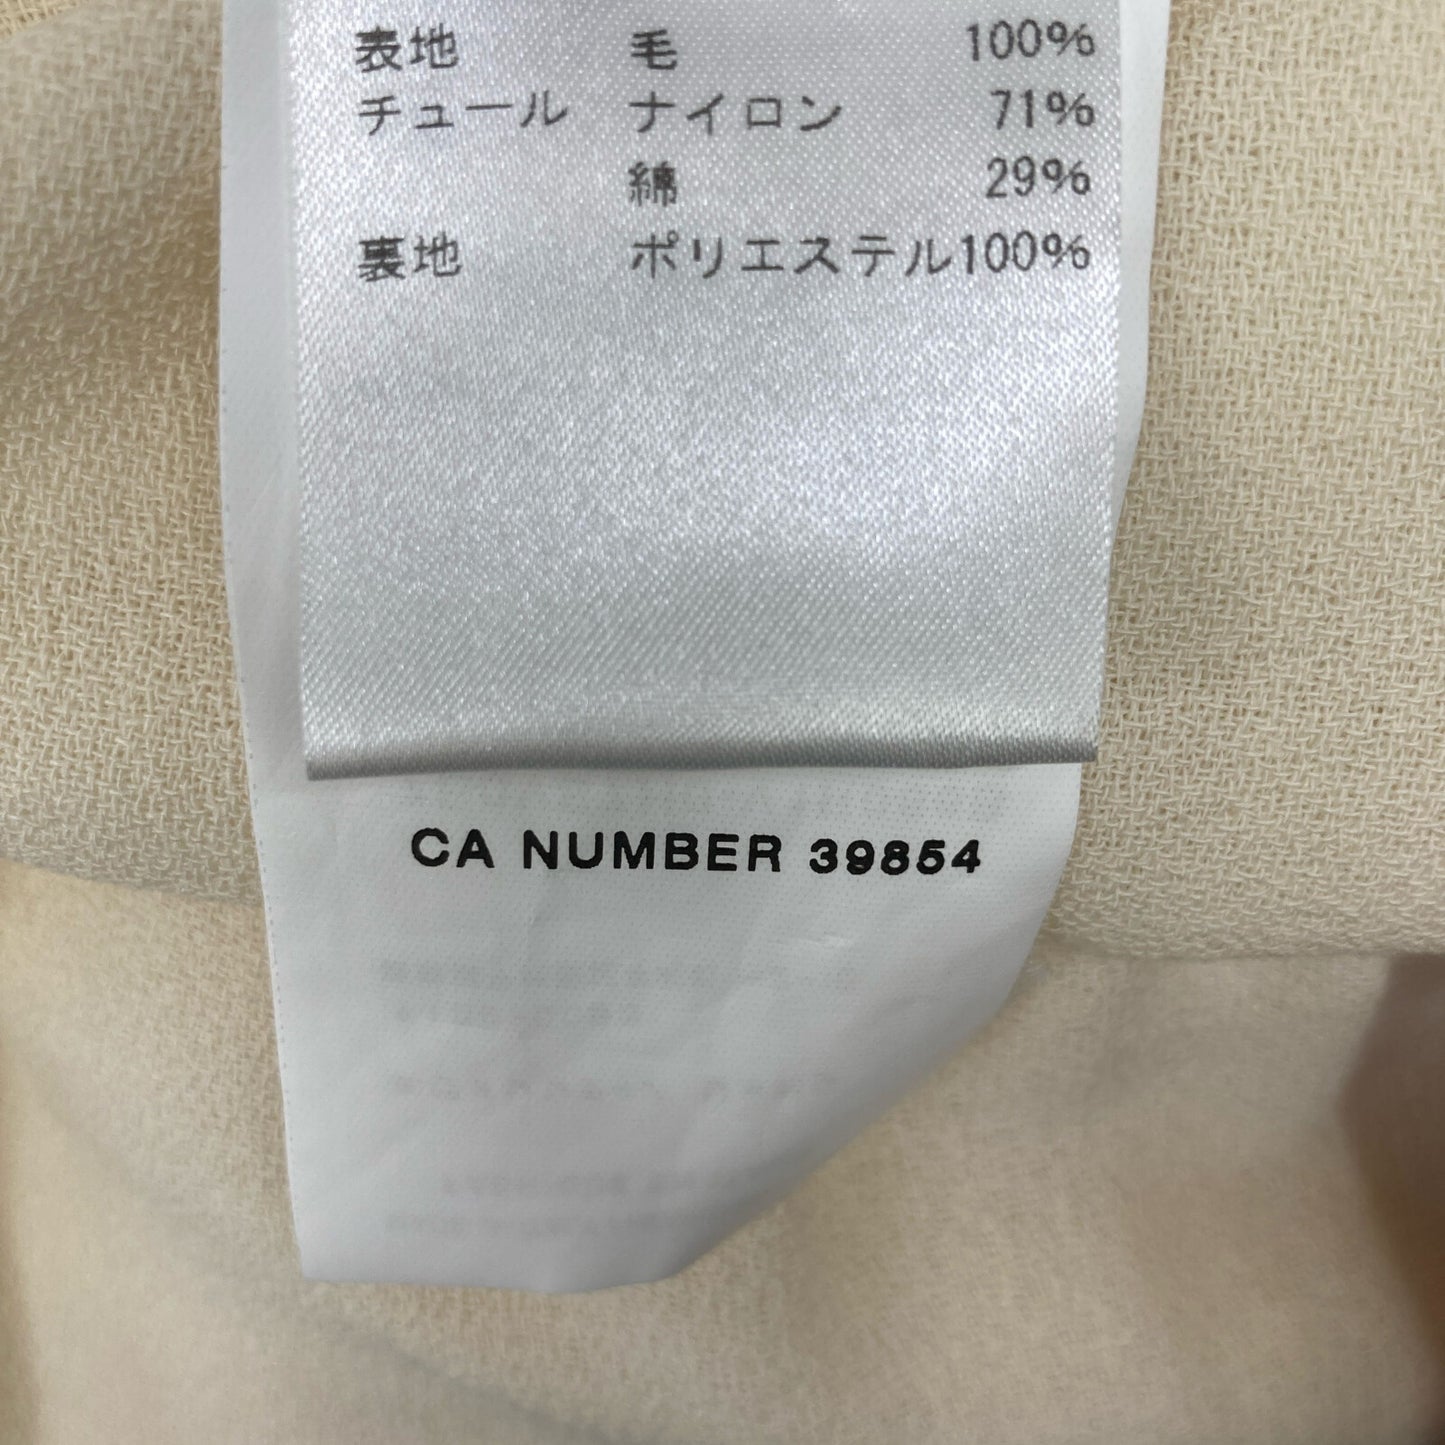 表地 毛 100%
チュール ナイロン 71%
綿 29%
裏地 ポリエステル100%
CA NUMBER 39854